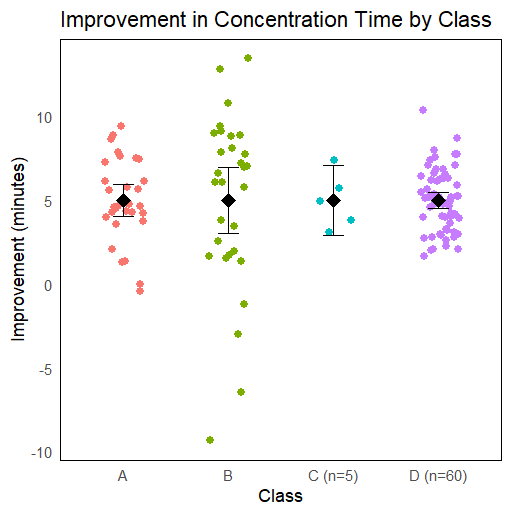 Improvement in Concentration Time by Class
Improvement (minutes)
10
5
0
-5
-10
A B C (n=5) D (n=60)
Class